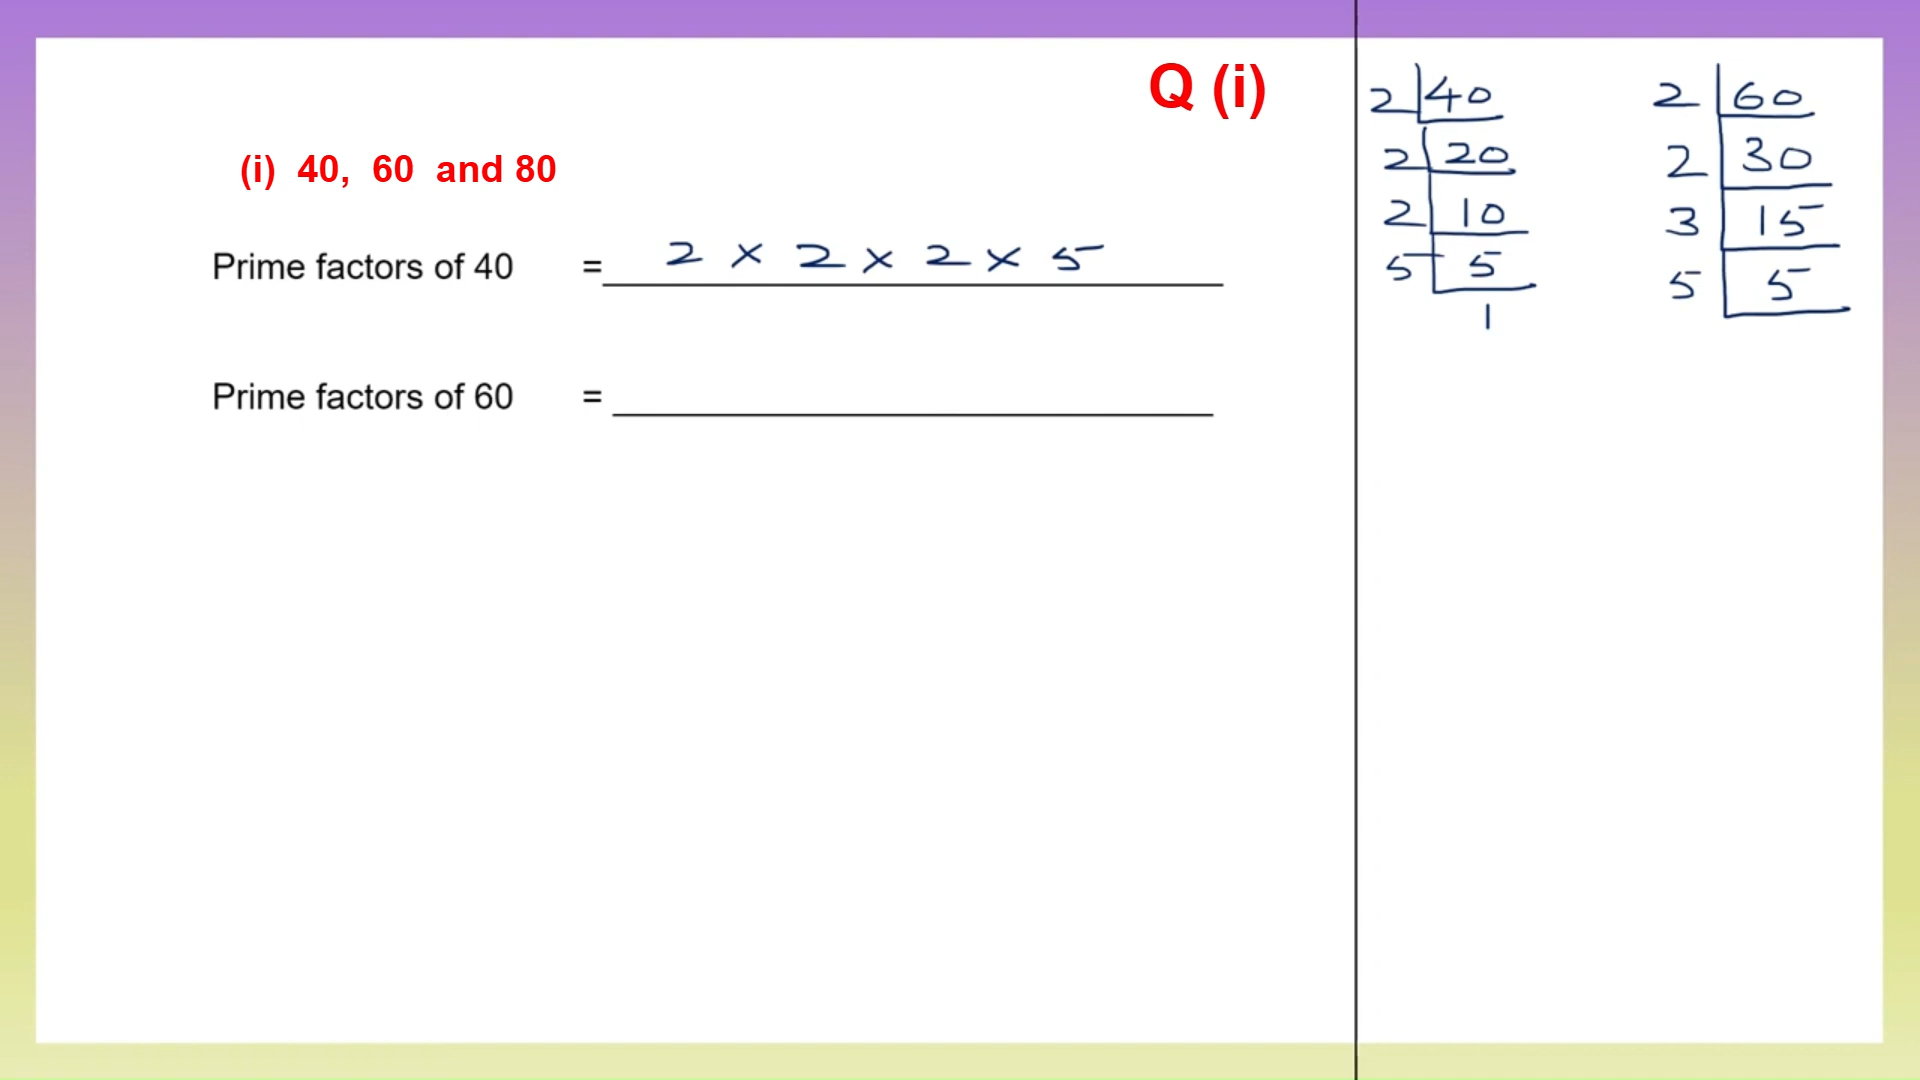 Q (i)
(i) 40, 60 and 80
Prime factors of 40 = 2 × 2 × 2 × 5
Prime factors of 60 =
2 40
2 20
2 10
5 5
1
2 60
2 30
3 15
5 5